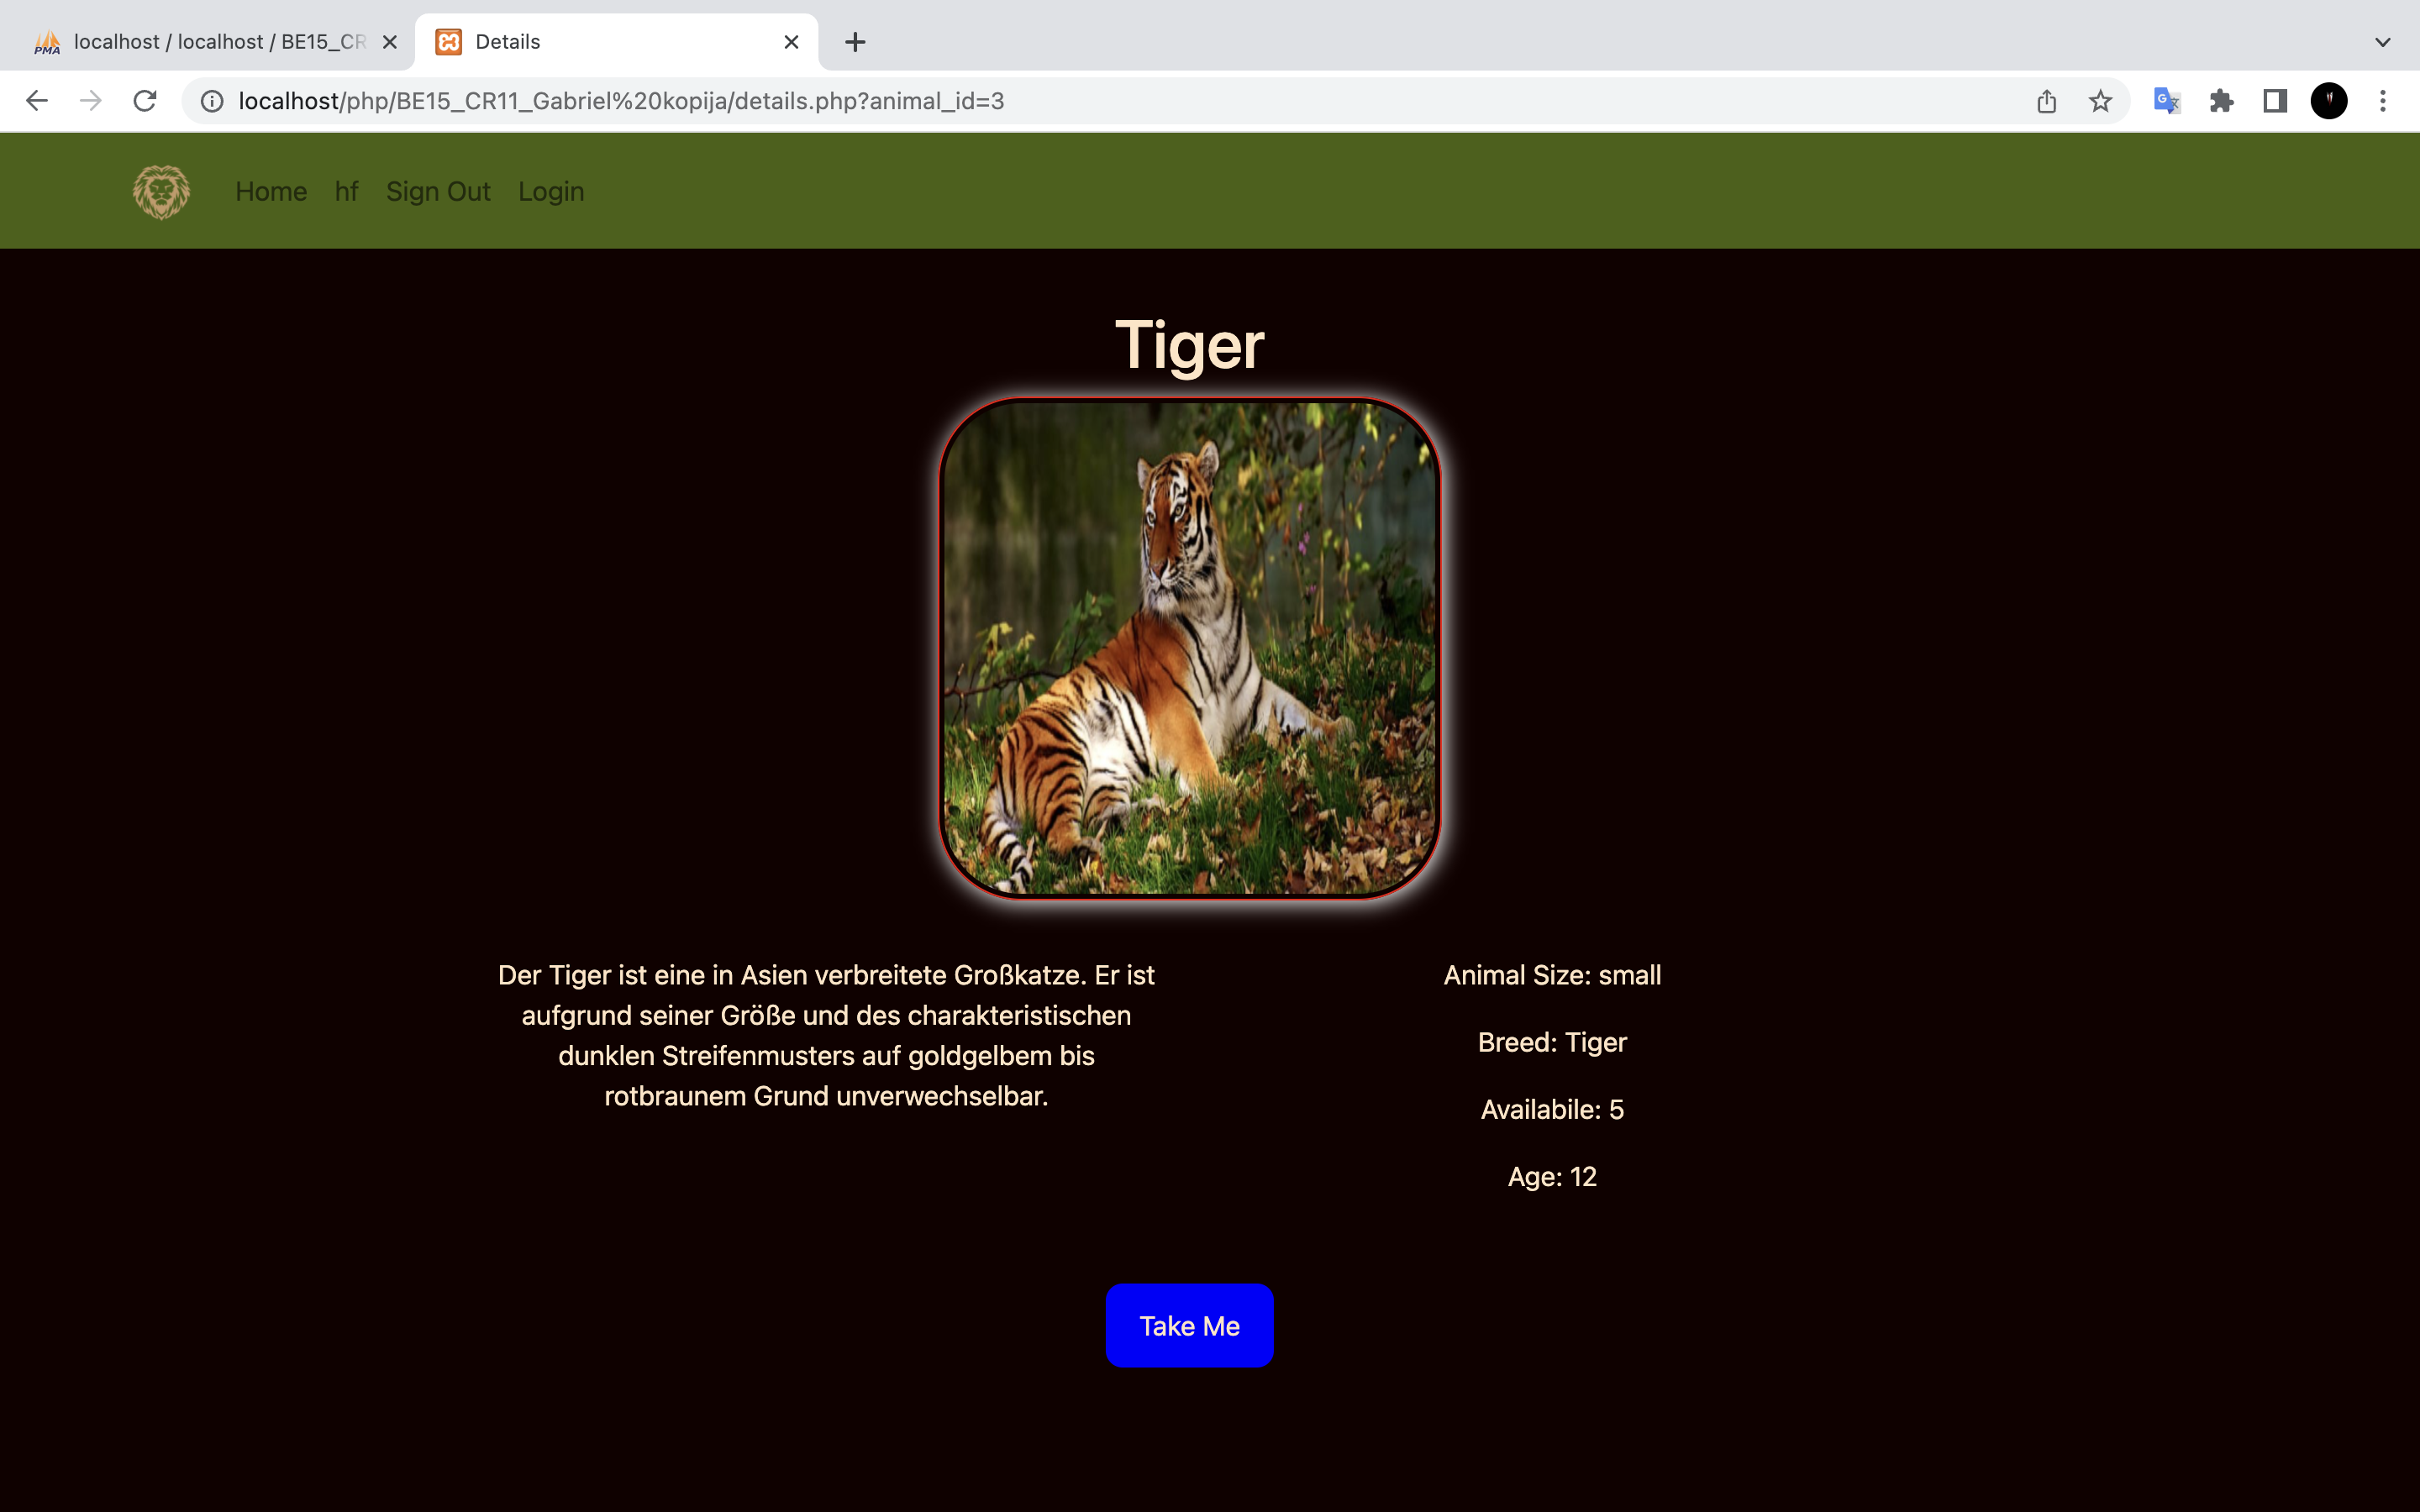 PMA localhost / localhost / BE15_CR
Details
localhost/php/BE15_CR11_Gabriel%20kopija/details.php?animal_id=3
Home hf Sign Out Login
Tiger
Der Tiger ist eine in Asien verbreitete Großkatze. Er ist
aufgrund seiner Größe und des charakteristischen
dunklen Streifenmusters auf goldgelbem bis
rotbraunem Grund unverwechselbar.
Animal Size: small
Breed: Tiger
Availabile: 5
Age: 12
Take Me